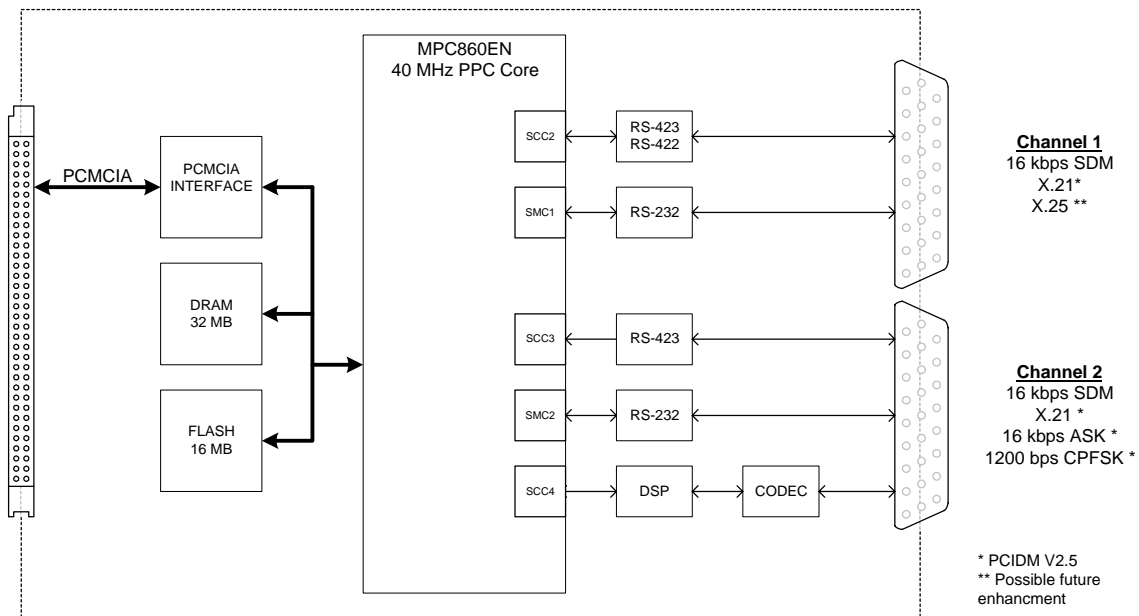 MPC860EN
40 MHz PPC Core
PCMCIA
PCMCIA
INTERFACE
DRAM
32 MB
FLASH
16 MB
SCC2
RS-423
RS-422
SMC1
RS-232
SCC3
RS-423
SMC2
RS-232
SCC4
DSP
CODEC
Channel 1
16 kbps SDM
X.21*
X.25 **
Channel 2
16 kbps SDM
X.21 *
16 kbps ASK *
1200 bps CPFSK *
* PCIDM V2.5
** Possible future
enhancment